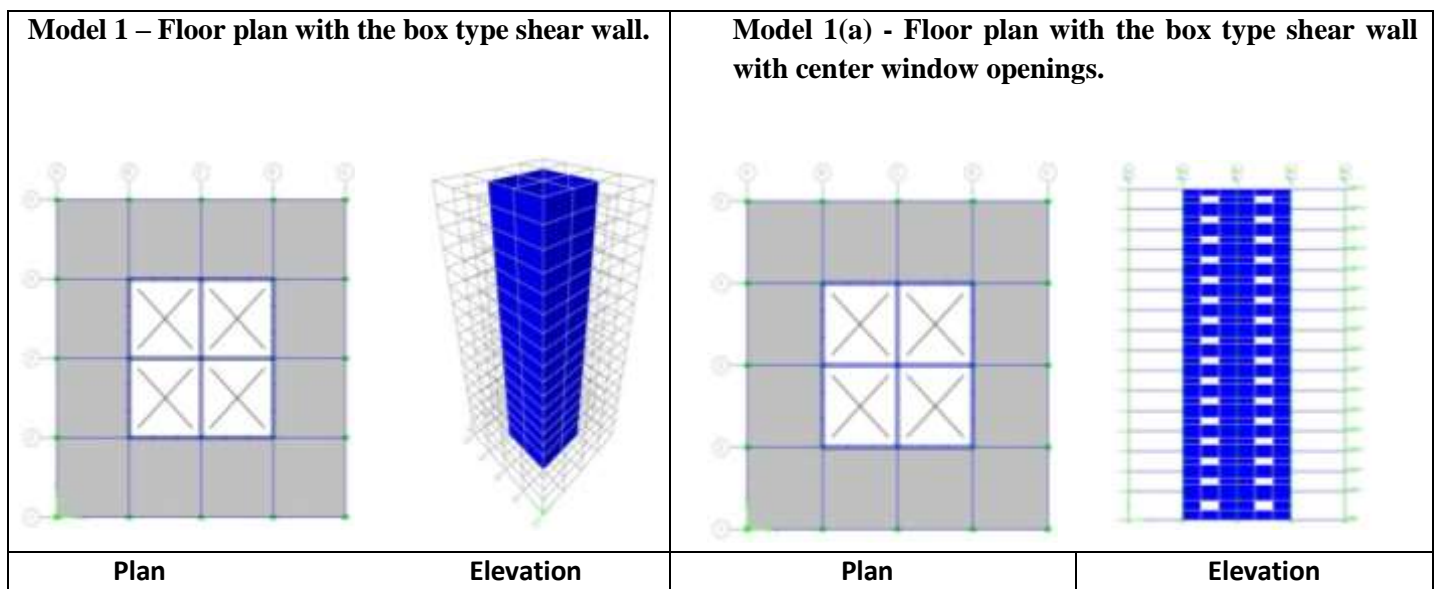 Model 1 – Floor plan with the box type shear wall.
Model 1(a) - Floor plan with the box type shear wall
with center window openings.
Plan
Elevation
Plan
Elevation